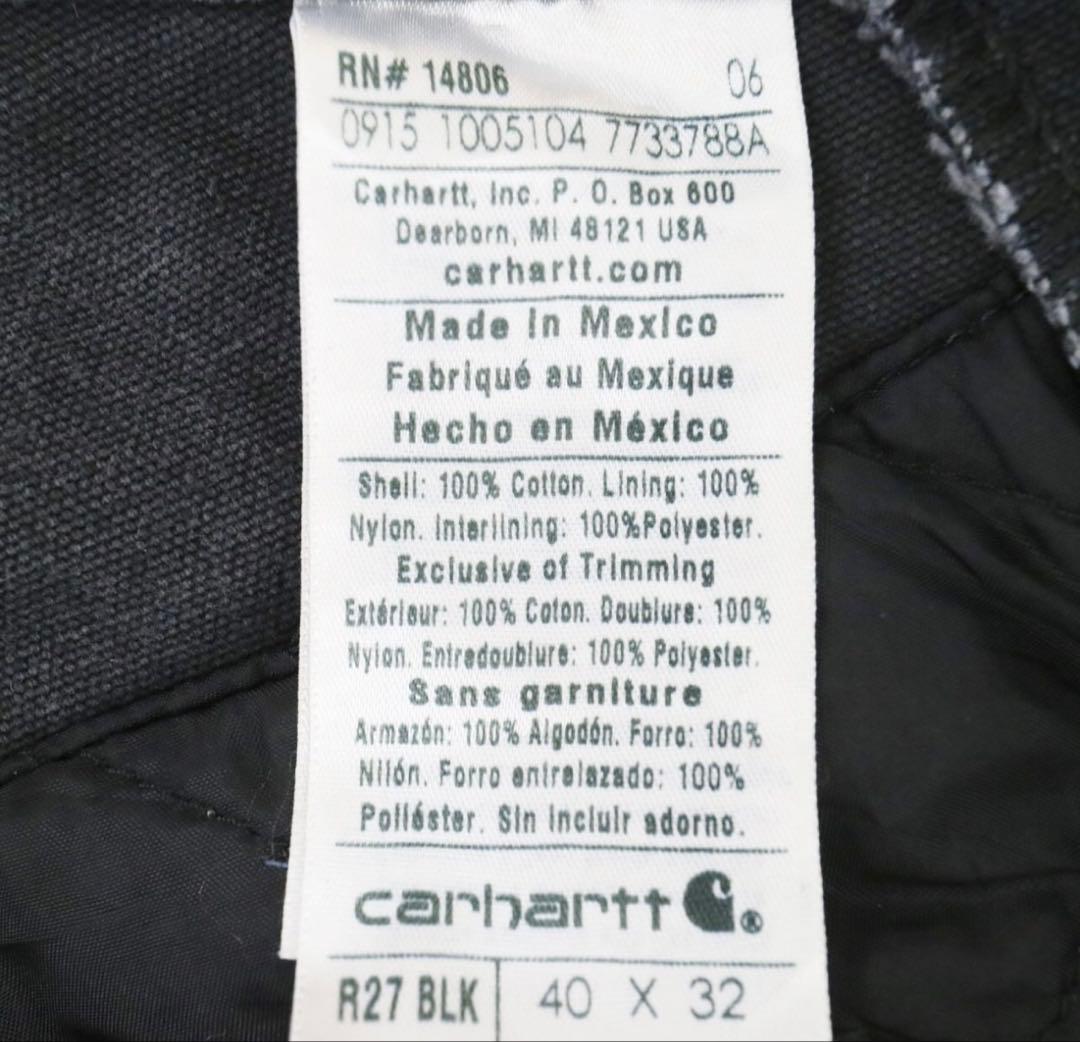 RN# 14806 06
0915 1005104 7733788A
Carhartt, Inc. P. O. Box 600
Dearborn, MI 48121 USA
carhartt.com
Made in Mexico
Fabriqué au Mexique
Hecho en México
Shell: 100% Cotton. Lining: 100%
Nylon. Interlining: 100%Polyester.
Exclusive of Trimming
Extérieur: 100% Coton. Doublure: 100%
Nylon. Entredoublure: 100% Polyester.
Sans garniture
Armazón: 100% Algodón. Forro: 100%
Nilón. Forro entrelazado: 100%
Poliéster. Sin incluir adorno.
carhartt ®
R27 BLK 40 X 32